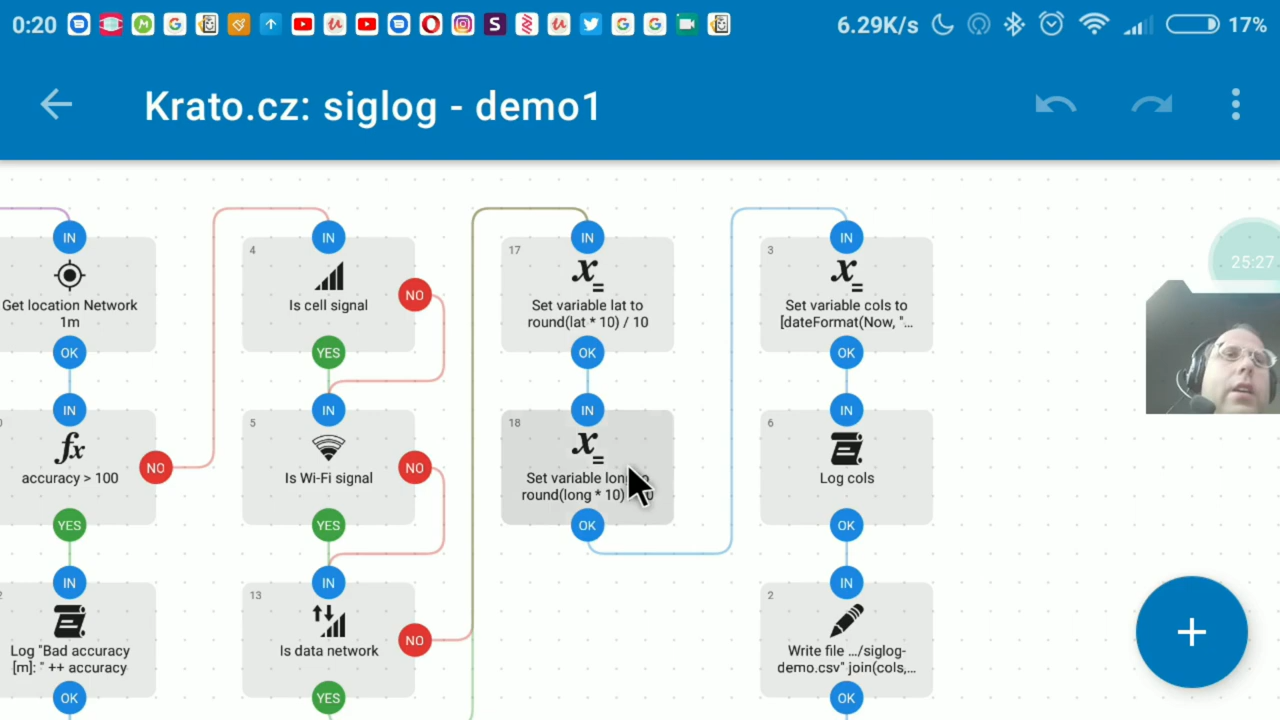 0:20
6.29K/s
17%
Krato.cz: siglog - demo1
25:27
IN
Get location Network
1m
OK
IN
fx
accuracy > 100
NO
YES
IN
Log "Bad accuracy
[m]: " ++ accuracy
OK
IN
4
Is cell signal
NO
YES
IN
5
Is Wi-Fi signal
NO
YES
IN
13
Is data network
NO
YES
IN
17
x=
Set variable lat to
round(lat * 10) / 10
OK
IN
18
x=
Set variable
round(long * 10)
OK
IN
3
x=
Set variable cols to
[dateFormat(Now, "...
OK
IN
6
Log cols
OK
IN
2
Write file .../siglog-
demo.csv" join(cols,...
OK
+